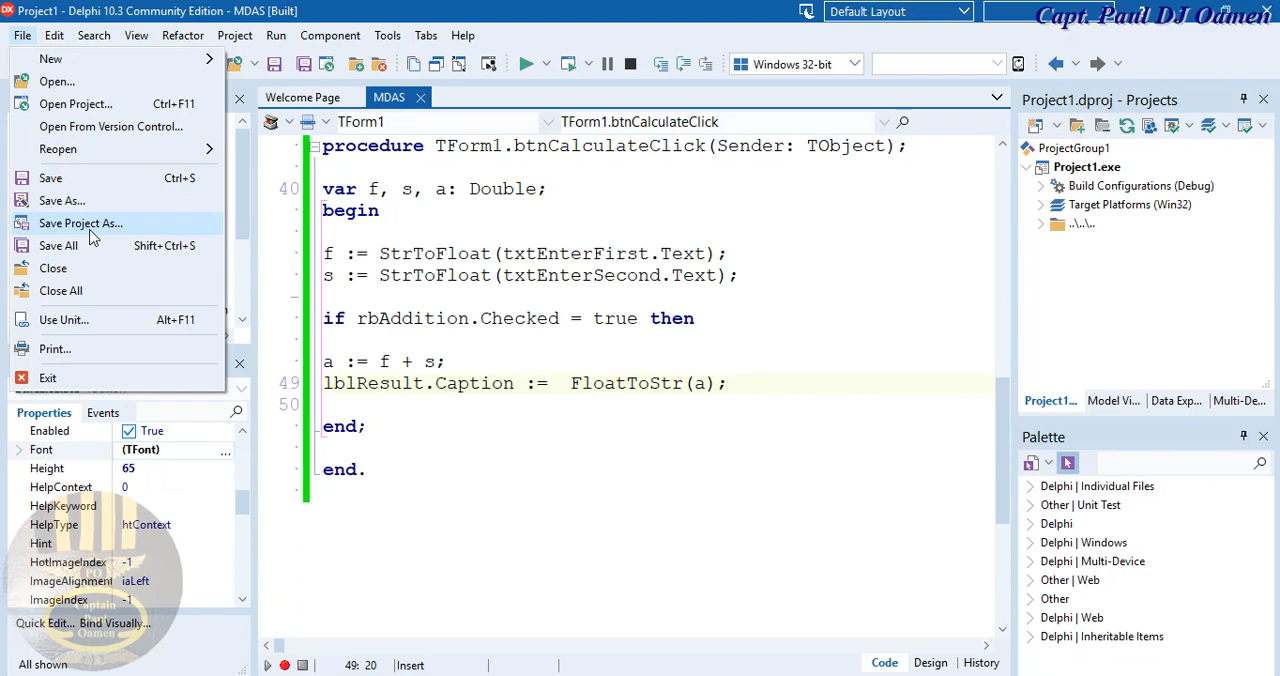 DX Project1 - Delphi 10.3 Community Edition - MDAS [Built]
Default Layout
Capt. Paul DJ Oamen
File Edit Search View Refactor Project Run Component Tools Tabs Help
Windows 32-bit
New
Open...
Open Project... Ctrl+F11
Open From Version Control...
Reopen
Save Ctrl+S
Save As...
Save Project As...
Save All Shift+Ctrl+S
Close
Close All
Use Unit... Alt+F11
Print...
Exit
Properties Events
Enabled True
Font (TFont) ...
Height 65
HelpContext 0
HelpKeyword
HelpType htContext
Hint
HotImageIndex -1
ImageAlignment iaLeft
ImageIndex -1
Quick Edit... Bind Visually...
All shown
PO
Captain
Paul
Oamen
Welcome Page MDAS
TForm1 TForm1.btnCalculateClick
procedure TForm1.btnCalculateClick(Sender: TObject);
40 var f, s, a: Double;
begin
f := StrToFloat(txtEnterFirst.Text);
s := StrToFloat(txtEnterSecond.Text);
if rbAddition.Checked = true then
a := f + s;
49 lblResult.Caption := FloatToStr(a);
50
end;
end.
49: 20 Insert
Code Design History
Project1.dproj - Projects
ProjectGroup1
Project1.exe
Build Configurations (Debug)
Target Platforms (Win32)
..\..\..
Project1... Model Vi... Data Exp... Multi-De...
Palette
Delphi | Individual Files
Other | Unit Test
Delphi
Delphi | Windows
Delphi | Multi-Device
Other | Web
Other
Delphi | Web
Delphi | Inheritable Items